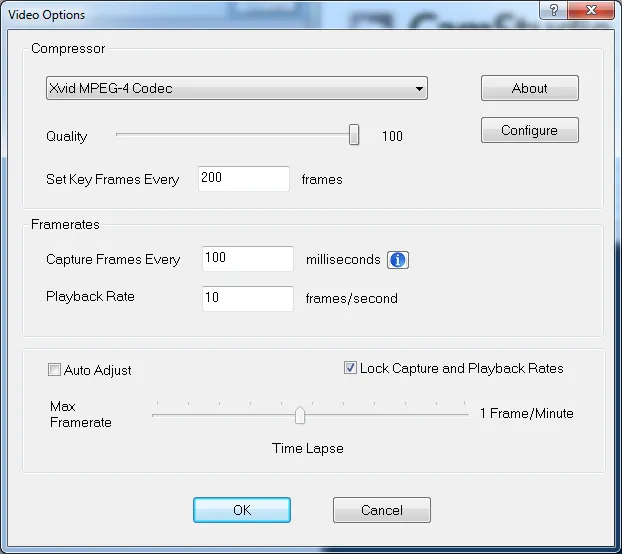 Video Options
CamStudio
Compressor
Xvid MPEG-4 Codec
About
Quality
100
Configure
Set Key Frames Every
200
frames
Framerates
Capture Frames Every
100
milliseconds
Playback Rate
10
frames/second
Auto Adjust
Lock Capture and Playback Rates
Max
Framerate
1 Frame/Minute
Time Lapse
OK
Cancel